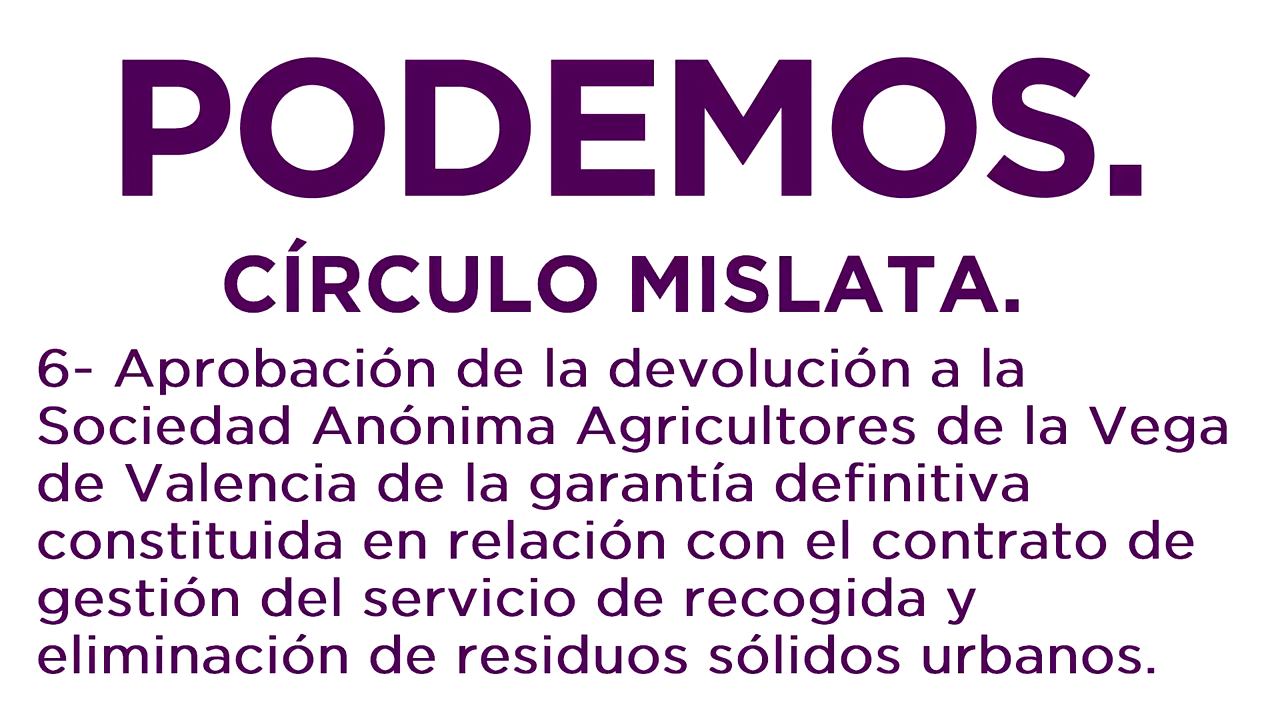 PODEMOS.
CÍRCULO MISLATA.
6- Aprobación de la devolución a la
Sociedad Anónima Agricultores de la Vega
de Valencia de la garantía definitiva
constituida en relación con el contrato de
gestión del servicio de recogida y
eliminación de residuos sólidos urbanos.